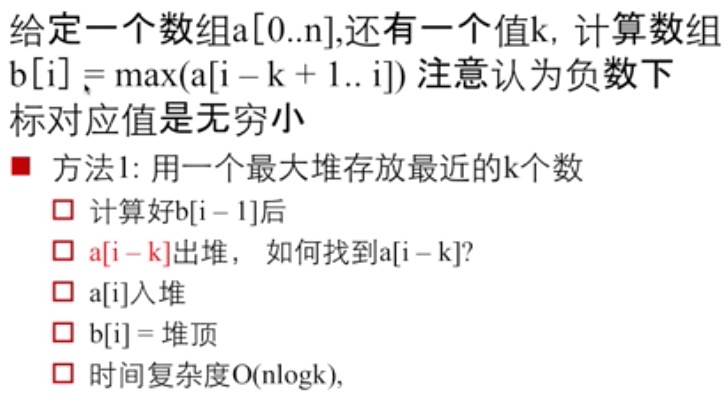 给定一个数组a[0..n],还有一个值k, 计算数组
b[i] = max(a[i – k + 1.. i]) 注意认为负数下
标对应值是无穷小
方法1: 用一个最大堆存放最近的k个数
计算好b[i – 1]后
a[i – k]出堆， 如何找到a[i – k]?
a[i]入堆
b[i] = 堆顶
时间复杂度O(nlogk),